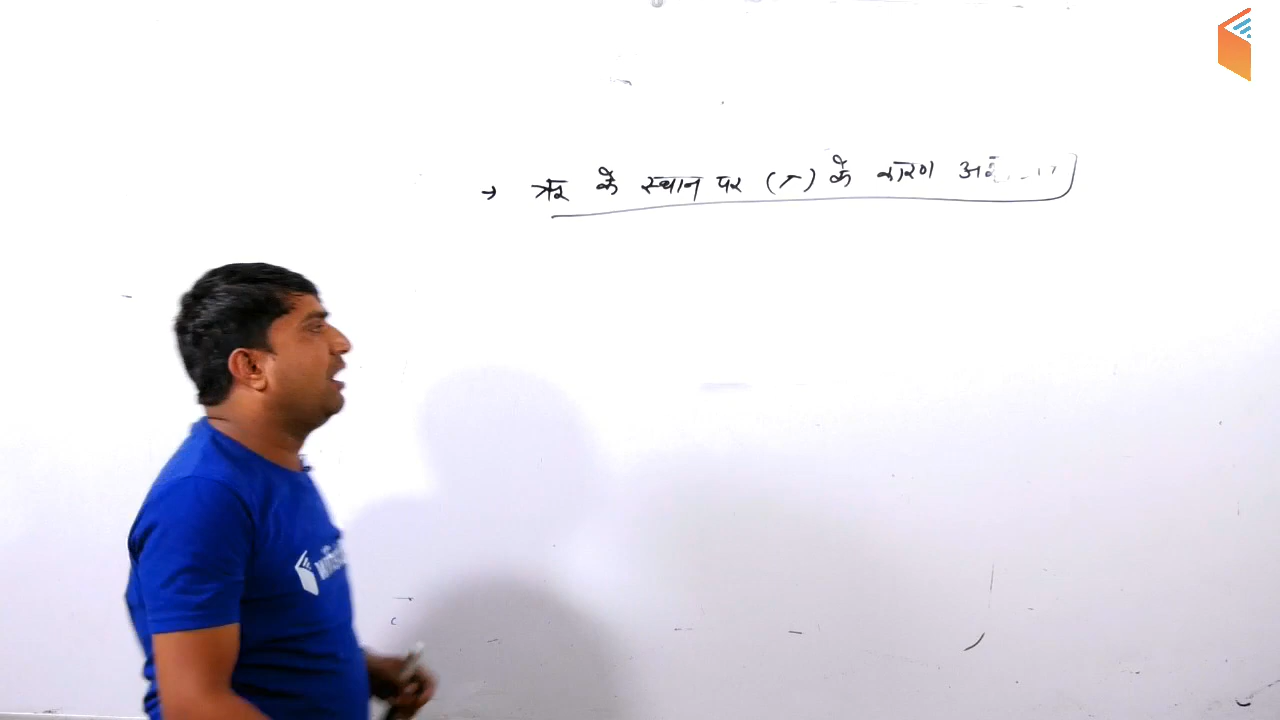 → ऋ के स्थान पर (र) के कारण